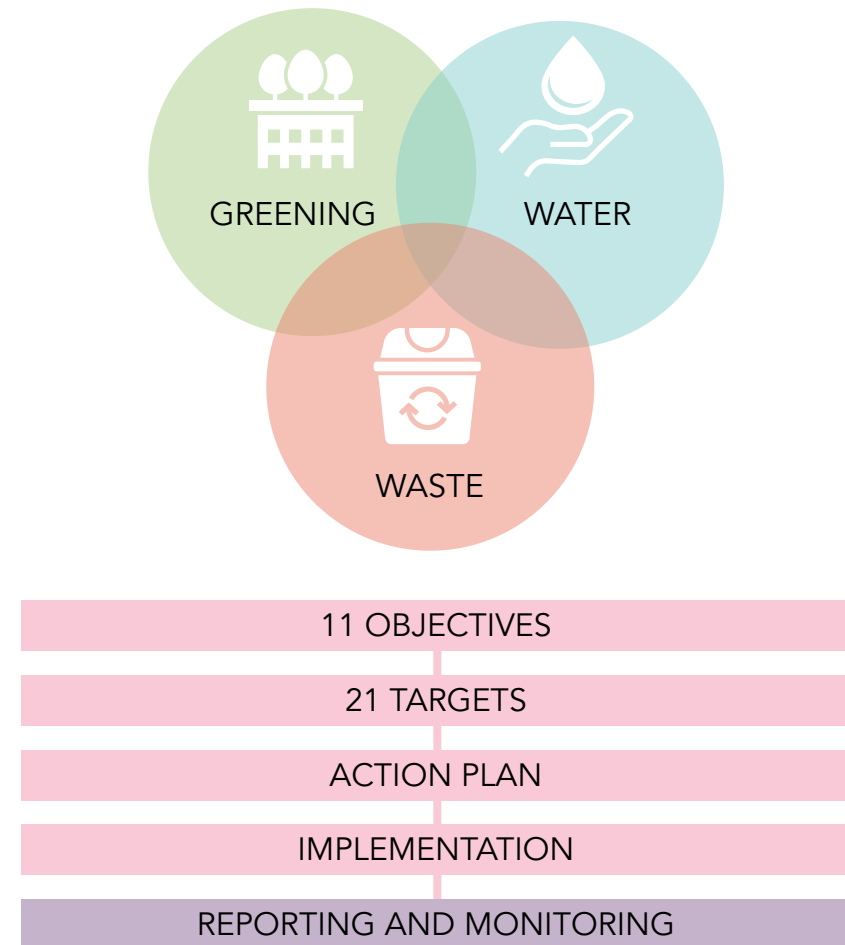 GREENING
WATER
WASTE
11 OBJECTIVES
21 TARGETS
ACTION PLAN
IMPLEMENTATION
REPORTING AND MONITORING